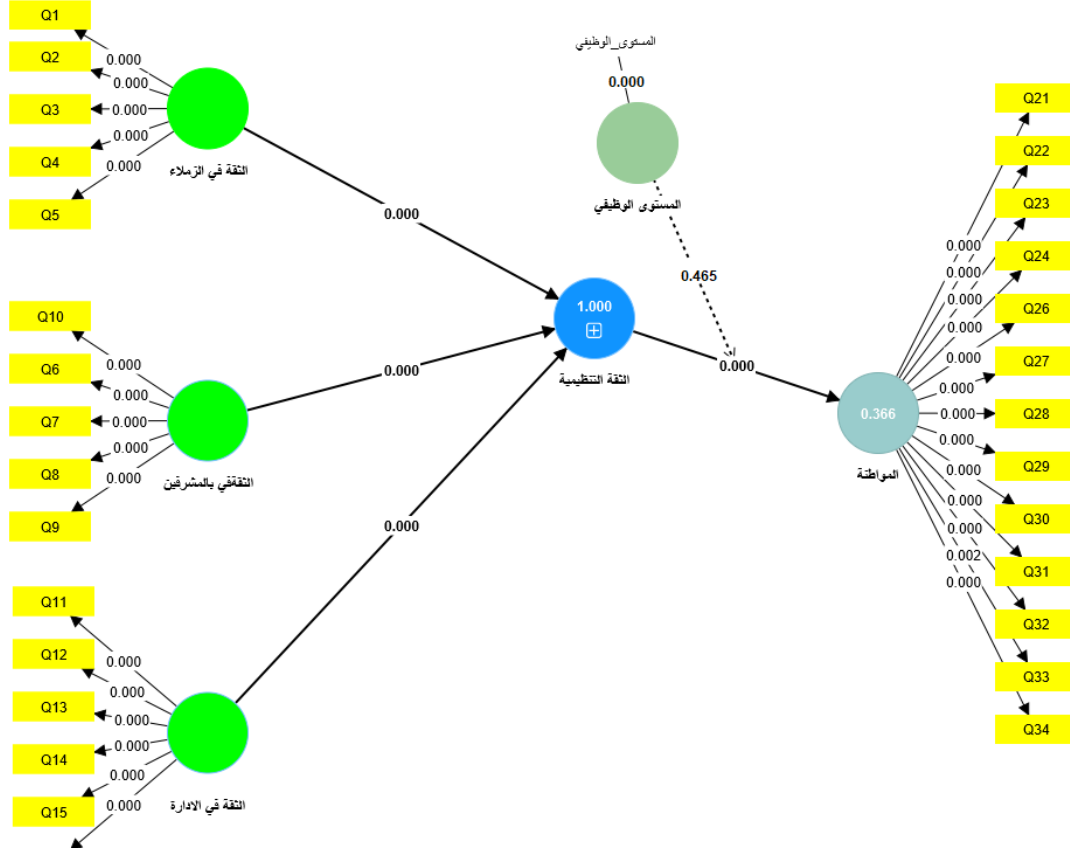 Q1
Q2
Q3
Q4
Q5
0.000
0.000
0.000
0.000
0.000
الثقة في الزملاء
0.000
Q10
Q6
Q7
Q8
Q9
0.000
0.000
0.000
0.000
0.000
الثقةفي بالمشرفين
0.000
Q11
Q12
Q13
Q14
Q15
0.000
0.000
0.000
0.000
0.000
0.000
الثقة في الادارة
0.000
المستوى_الوظيفي
0.000
المستوى الوظيفي
0.465
1.000
الثقة التنظيمية
0.000
0.366
المواطنة
0.000
0.000
0.000
0.000
0.000
0.000
0.000
0.000
0.000
0.000
0.000
0.002
0.000
Q21
Q22
Q23
Q24
Q26
Q27
Q28
Q29
Q30
Q31
Q32
Q33
Q34